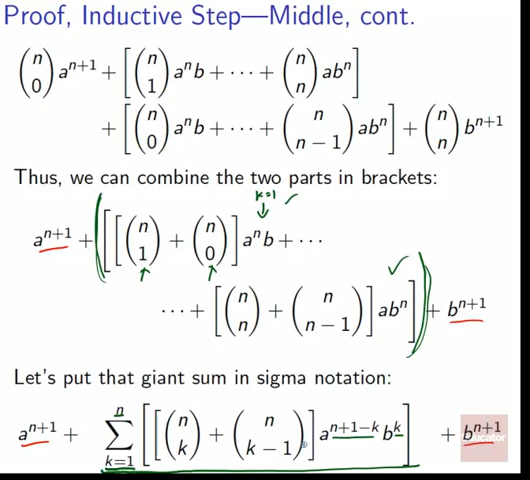 Proof, Inductive Step—Middle, cont.
(n 0) a^{n+1} + [ (n 1) a^n b + ··· + (n n) ab^n ]
+ [ (n 0) a^n b + ··· + (n n − 1) ab^n ] + (n n) b^{n+1}
Thus, we can combine the two parts in brackets:
k=1
a^{n+1} + [ [ (n 1) + (n 0) ] a^n b + ···
··· + [ (n n) + (n n − 1) ] ab^n ] + b^{n+1}
Let's put that giant sum in sigma notation:
a^{n+1} + ∑_{k=1}^{n} [ [ (n k) + (n k − 1) ] a^{n+1−k} b^k ] + b^{n+1}